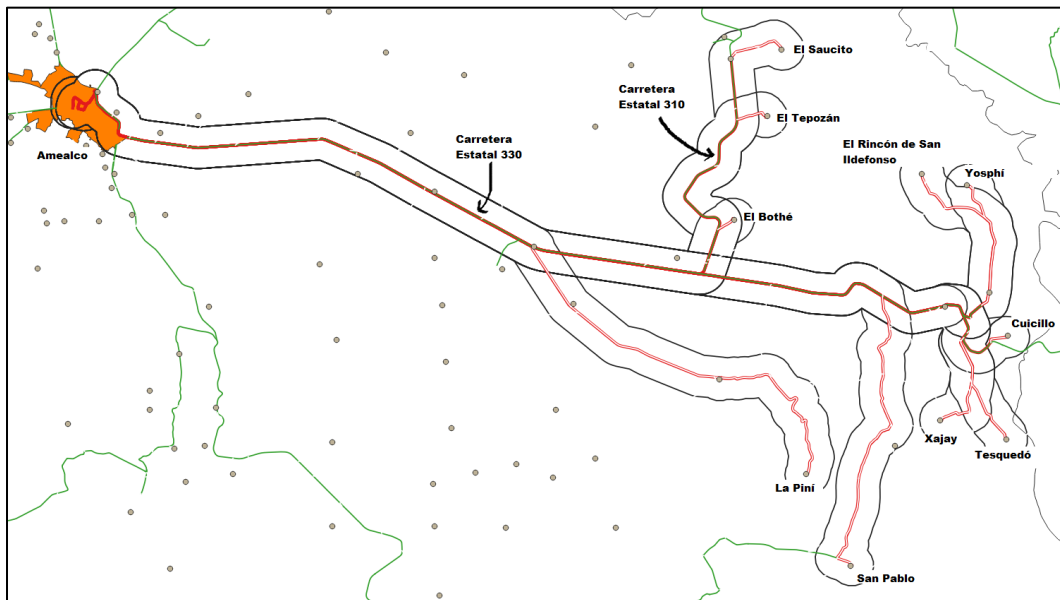 El Saucito
Carretera
Estatal 310
El Tepozán
Amealco
Carretera
Estatal 330
El Rincón de San
Ildefonso
Yosphí
El Bothé
Cuicillo
Xajay
Tesquedó
La Piní
San Pablo